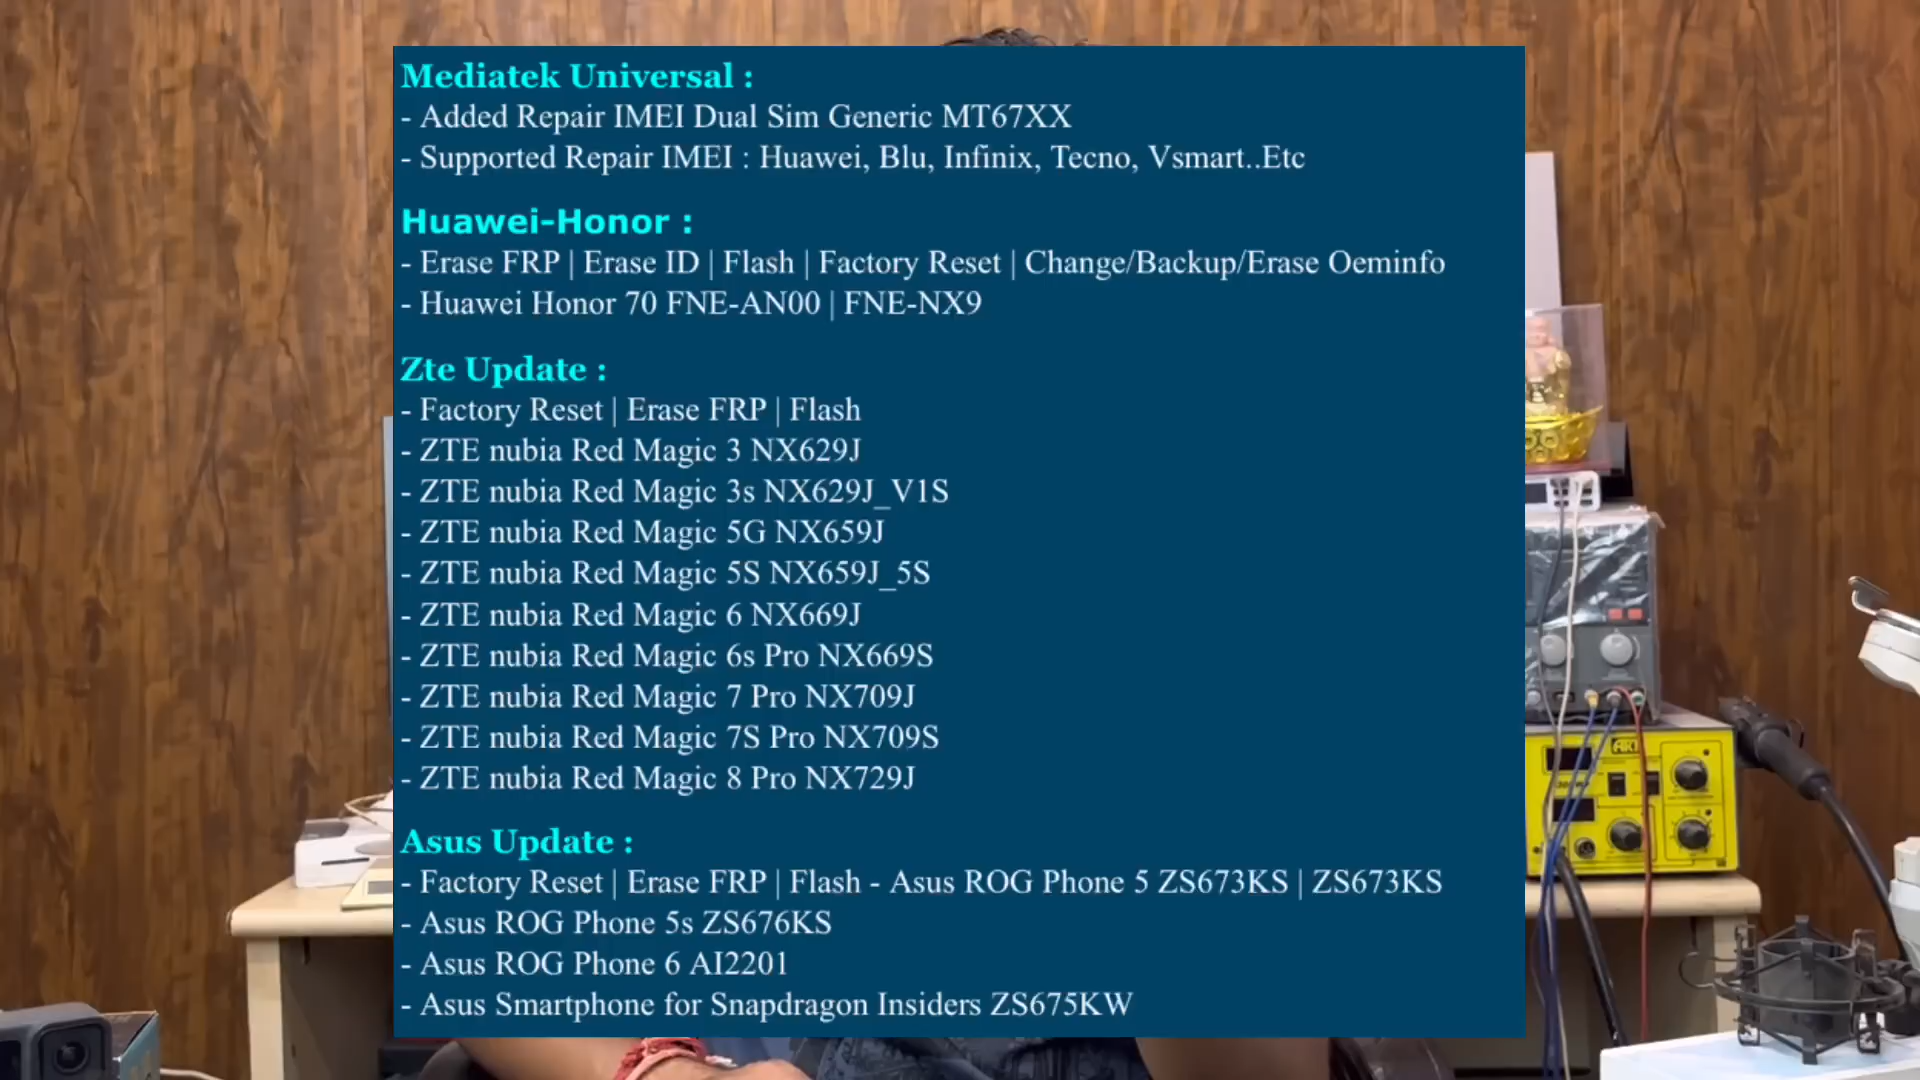 Mediatek Universal :
- Added Repair IMEI Dual Sim Generic MT67XX
- Supported Repair IMEI : Huawei, Blu, Infinix, Tecno, Vsmart..Etc
Huawei-Honor :
- Erase FRP | Erase ID | Flash | Factory Reset | Change/Backup/Erase Oeminfo
- Huawei Honor 70 FNE-AN00 | FNE-NX9
Zte Update :
- Factory Reset | Erase FRP | Flash
- ZTE nubia Red Magic 3 NX629J
- ZTE nubia Red Magic 3s NX629J_V1S
- ZTE nubia Red Magic 5G NX659J
- ZTE nubia Red Magic 5S NX659J_5S
- ZTE nubia Red Magic 6 NX669J
- ZTE nubia Red Magic 6s Pro NX669S
- ZTE nubia Red Magic 7 Pro NX709J
- ZTE nubia Red Magic 7S Pro NX709S
- ZTE nubia Red Magic 8 Pro NX729J
Asus Update :
- Factory Reset | Erase FRP | Flash - Asus ROG Phone 5 ZS673KS | ZS673KS
- Asus ROG Phone 5s ZS676KS
- Asus ROG Phone 6 AI2201
- Asus Smartphone for Snapdragon Insiders ZS675KW